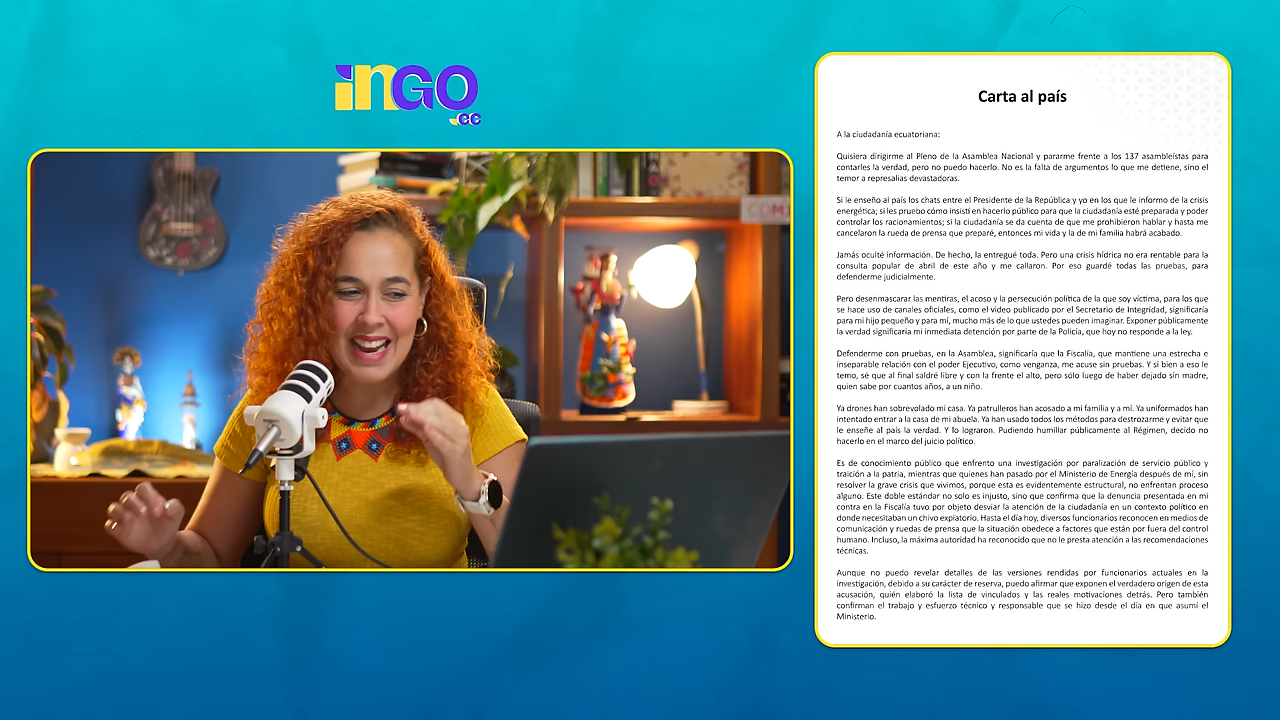 inGO
.ec
COMI
Carta al país
A la ciudadanía ecuatoriana:
Quisiera dirigirme al Pleno de la Asamblea Nacional y pararme frente a los 137 asambleístas para
contarles la verdad, pero no puedo hacerlo. No es la falta de argumentos lo que me detiene, sino el
temor a represalias devastadoras.
Si le enseño al país los chats entre el Presidente de la República y yo en los que le informo de la crisis
energética; si les pruebo cómo insistí en hacerlo público para que la ciudadanía esté preparada y poder
controlar los racionamientos; si la ciudadanía se da cuenta de que me prohibieron hablar y hasta me
cancelaron la rueda de prensa que preparé, entonces mi vida y la de mi familia habrá acabado.
Jamás oculté información. De hecho, la entregué toda. Pero una crisis hídrica no era rentable para la
consulta popular de abril de este año y me callaron. Por eso guardé todas las pruebas, para
defenderme judicialmente.
Pero desenmascarar las mentiras, el acoso y la persecución política de la que soy víctima, para los que
se hace uso de canales oficiales, como el video publicado por el Secretario de Integridad, significaría
para mi hijo pequeño y para mí, mucho más de lo que ustedes pueden imaginar. Exponer públicamente
la verdad significaría mi inmediata detención por parte de la Policía, que hoy no responde a la ley.
Defenderme con pruebas, en la Asamblea, significaría que la Fiscalía, que mantiene una estrecha e
inseparable relación con el poder Ejecutivo, como venganza, me acuse sin pruebas. Y si bien a eso le
temo, sé que al final saldré libre y con la frente el alto, pero sólo luego de haber dejado sin madre,
quien sabe por cuantos años, a un niño.
Ya drones han sobrevolado mi casa. Ya patrulleros han acosado a mi familia y a mí. Ya uniformados han
intentado entrar a la casa de mi abuela. Ya han usado todos los métodos para destrozarme y evitar que
le enseñe al país la verdad. Y lo lograron. Pudiendo humillar públicamente al Régimen, decido no
hacerlo en el marco del juicio político.
Es de conocimiento público que enfrento una investigación por paralización de servicio público y
traición a la patria, mientras que quienes han pasado por el Ministerio de Energía después de mí, sin
resolver la grave crisis que vivimos, porque esta es evidentemente estructural, no enfrentan proceso
alguno. Este doble estándar no solo es injusto, sino que confirma que la denuncia presentada en mi
contra en la Fiscalía tuvo por objeto desviar la atención de la ciudadanía en un contexto político en
donde necesitaban un chivo expiatorio. Hasta el día hoy, diversos funcionarios reconocen en medios de
comunicación y ruedas de prensa que la situación obedece a factores que están por fuera del control
humano. Incluso, la máxima autoridad ha reconocido que no le presta atención a las recomendaciones
técnicas.
Aunque no puedo revelar detalles de las versiones rendidas por funcionarios actuales en la
investigación, debido a su carácter de reserva, puedo afirmar que exponen el verdadero origen de esta
acusación, quién elaboró la lista de vinculados y las reales motivaciones detrás. Pero también
confirman el trabajo y esfuerzo técnico y responsable que se hizo desde el día en que asumí el
Ministerio.